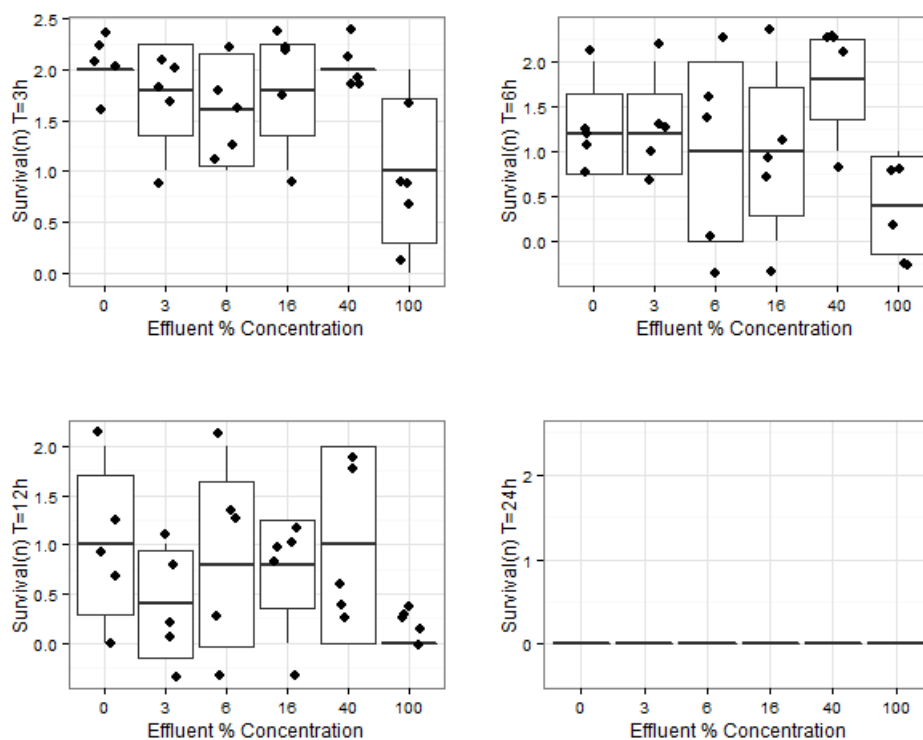 Survival(n) T=3h
2.5
2.0
1.5
1.0
0.5
0.0
0 3 6 16 40 100
Effluent % Concentration
Survival(n) T=6h
2.0
1.5
1.0
0.5
0.0
0 3 6 16 40 100
Effluent % Concentration
Survival(n) T=12h
2.0
1.5
1.0
0.5
0.0
0 3 6 16 40 100
Effluent % Concentration
Survival(n) T=24h
2
1
0
0 3 6 16 40 100
Effluent % Concentration